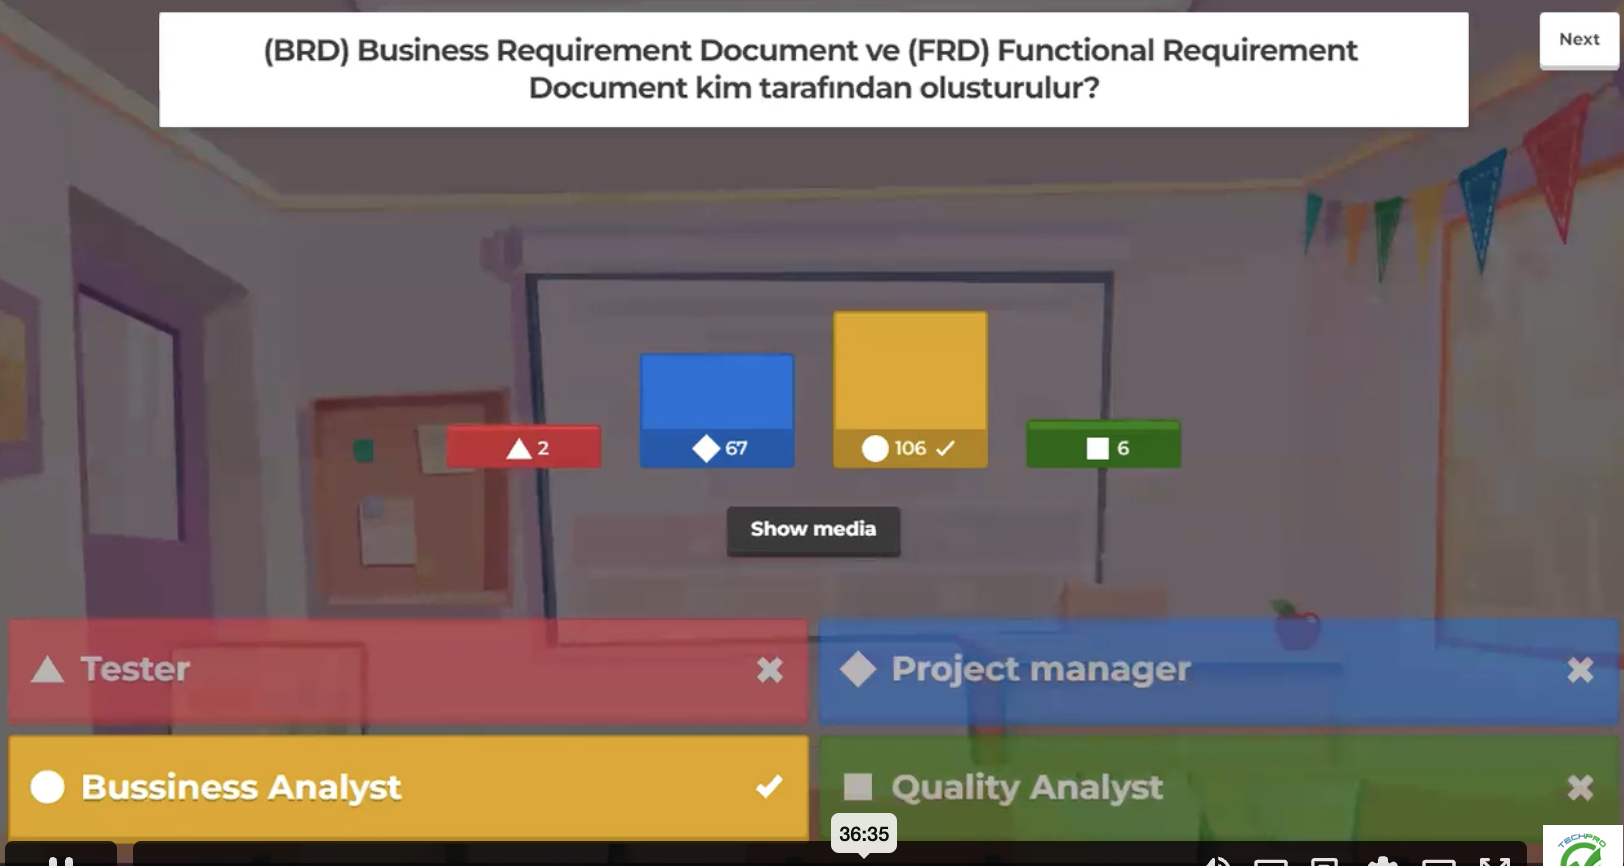 (BRD) Business Requirement Document ve (FRD) Functional Requirement
Document kim tarafından olusturulur?
Next
2
67
106
6
Show media
Tester
Project manager
Bussiness Analyst
Quality Analyst
36:35
TECHPRO